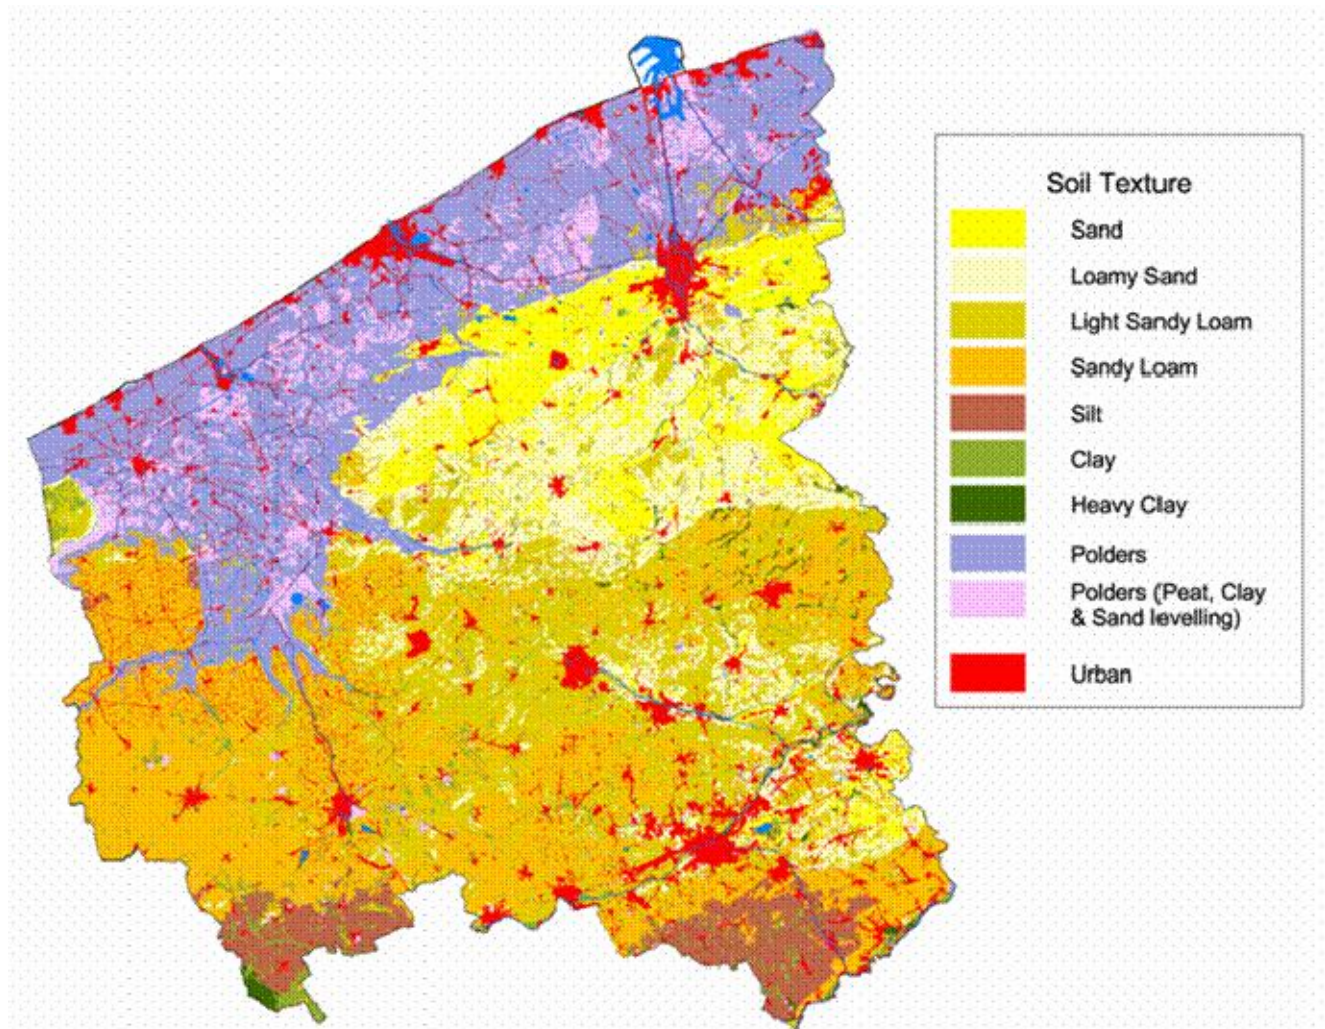 Soil Texture
Sand
Loamy Sand
Light Sandy Loam
Sandy Loam
Silt
Clay
Heavy Clay
Polders
Polders (Peat, Clay
& Sand levelling)
Urban